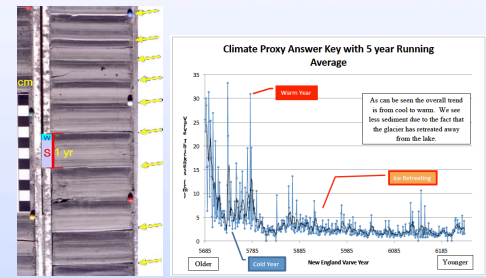 cm
W
S 1 yr
Climate Proxy Answer Key with 5 year Running
Average
35
30
25
20
15
10
5
0
Warm Year
As can be seen the overall trend
is from cool to warm. We see
less sediment due to the fact that
the glacier has retreated away
from the lake.
Ice Retreating
5685 5785 5885 5985 6085 6185
Older
Cold Year
New England Varve Year
Younger